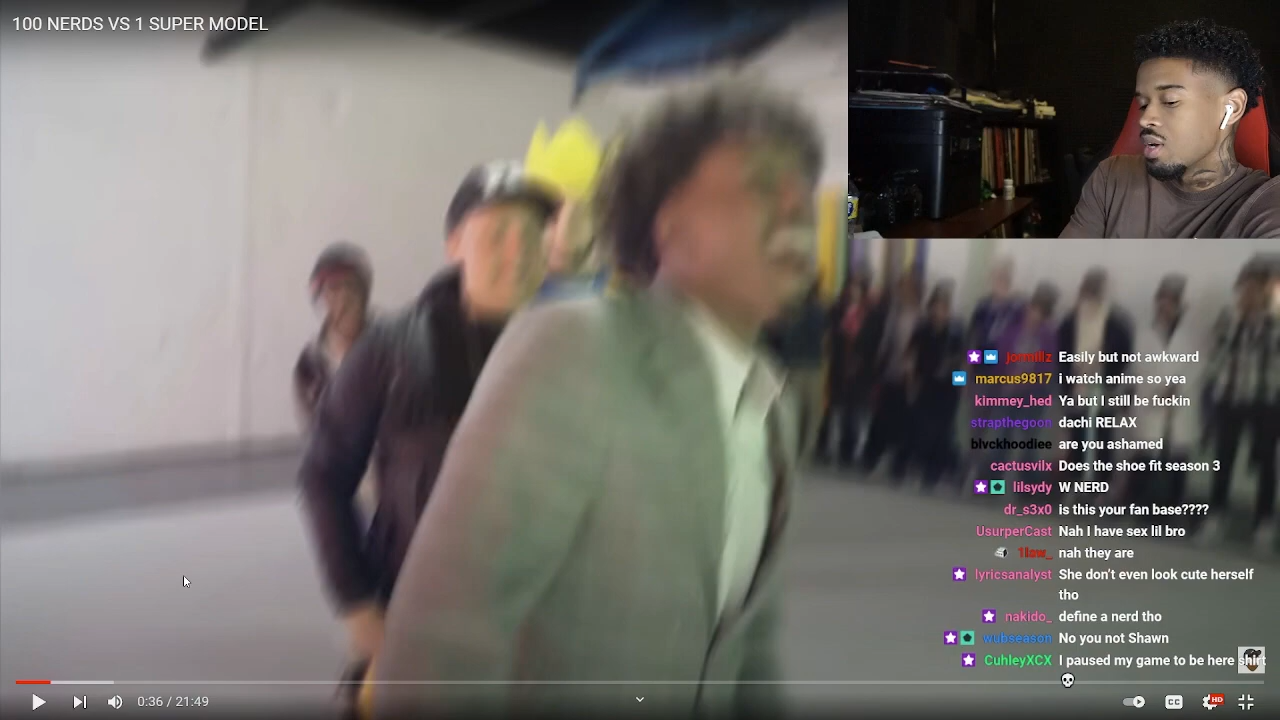 100 NERDS VS 1 SUPER MODEL
jormillz Easily but not awkward
marcus9817 i watch anime so yea
kimmey_hed Ya but I still be fuckin
strapthegoon dachi RELAX
blvckhoodiee are you ashamed
cactusvilx Does the shoe fit season 3
lilsydy W NERD
dr_s3x0 is this your fan base????
UsurperCast Nah I have sex lil bro
1low_ nah they are
lyricsanalyst She don't even look cute herself
tho
nakido_ define a nerd tho
wubseason No you not Shawn
CuhleyXCX I paused my game to be here shirt
0:36 / 21:49
CC
HD